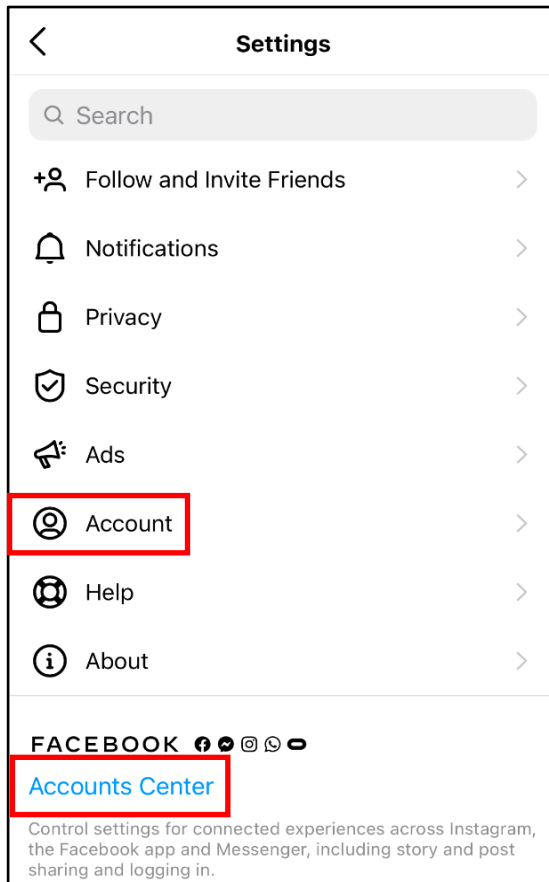 Settings
Search
Follow and Invite Friends
Notifications
Privacy
Security
Ads
Account
Help
About
FACEBOOK
Accounts Center
Control settings for connected experiences across Instagram,
the Facebook app and Messenger, including story and post
sharing and logging in.